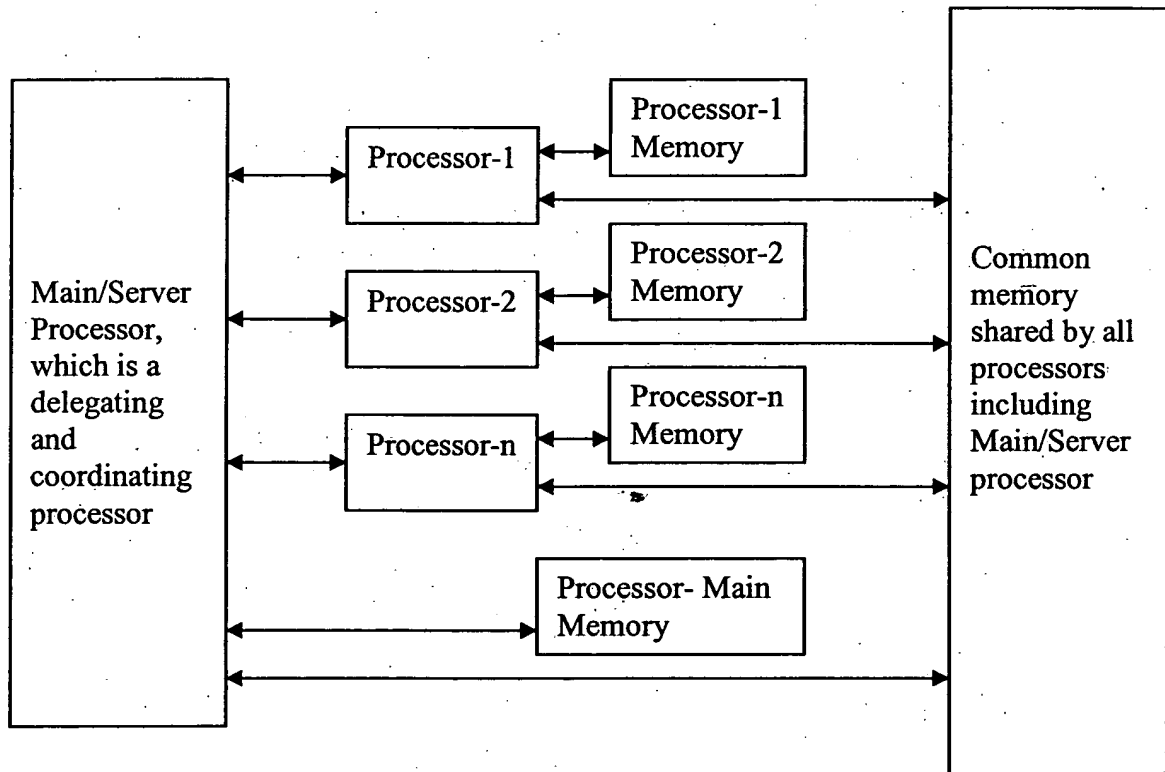 Main/Server
Processor,
which is a
delegating
and
coordinating
processor
Processor-1
Processor-1
Memory
Processor-2
Processor-2
Memory
Processor-n
Processor-n
Memory
Processor- Main
Memory
Common
memory
shared by all
processors
including
Main/Server
processor